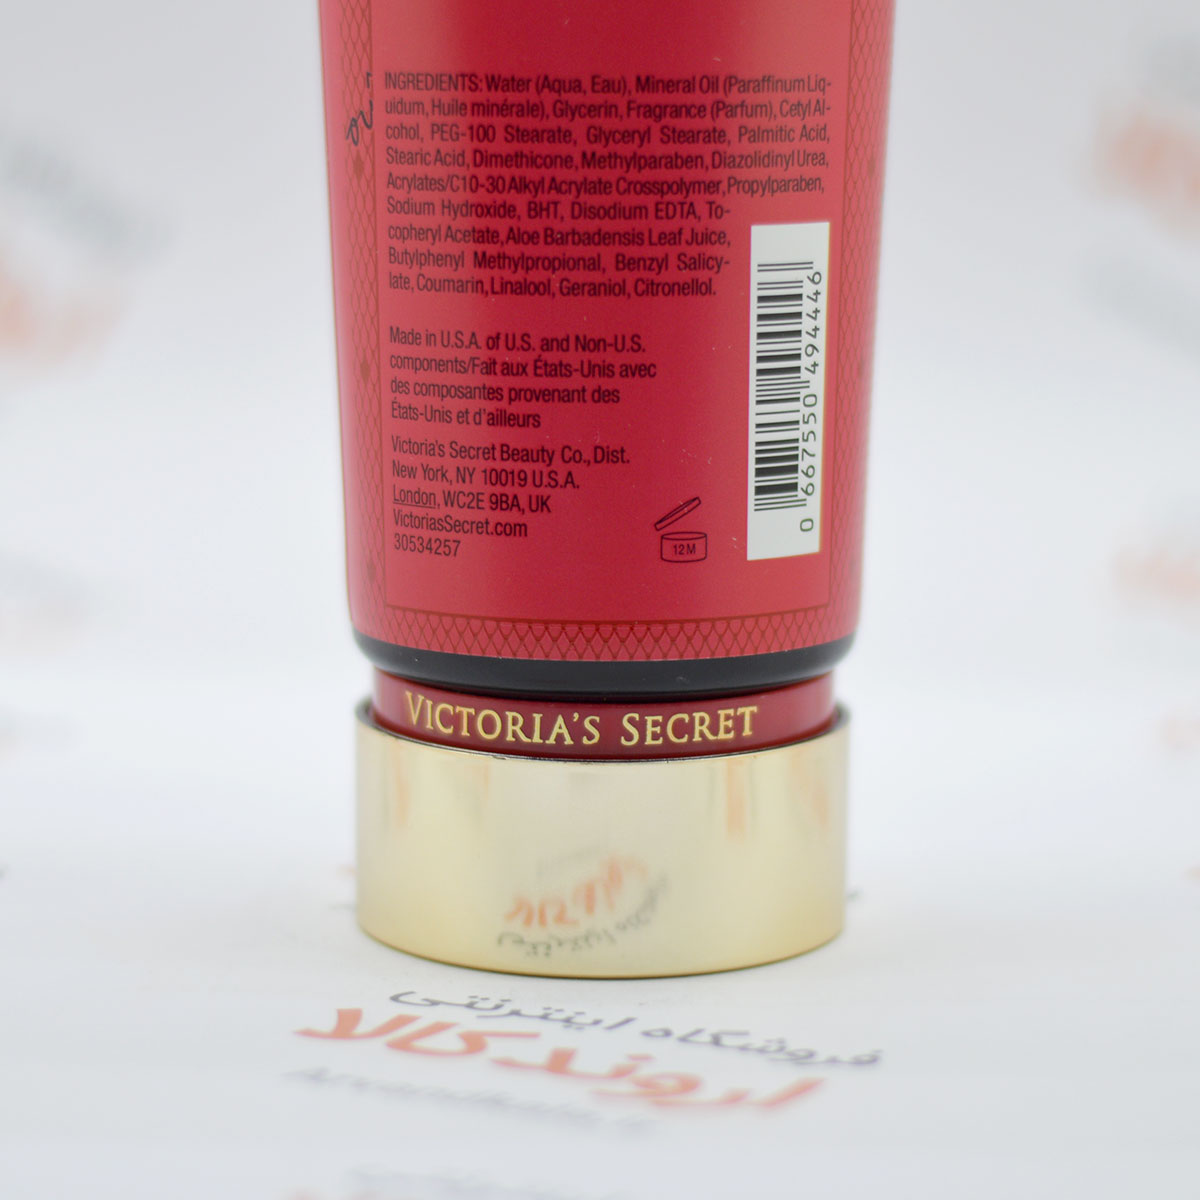 INGREDIENTS: Water (Aqua, Eau), Mineral Oil (Paraffinum Liq-
uidum, Huile minérale), Glycerin, Fragrance (Parfum), Cetyl Al-
cohol, PEG-100 Stearate, Glyceryl Stearate, Palmitic Acid,
Stearic Acid, Dimethicone, Methylparaben, Diazolidinyl Urea,
Acrylates/C10-30 Alkyl Acrylate Crosspolymer, Propylparaben,
Sodium Hydroxide, BHT, Disodium EDTA, To-
copheryl Acetate, Aloe Barbadensis Leaf Juice,
Butylphenyl Methylpropional, Benzyl Salicy-
late, Coumarin, Linalool, Geraniol, Citronellol.
Made in U.S.A. of U.S. and Non-U.S.
components/Fait aux États-Unis avec
des composantes provenant des
États-Unis et d'ailleurs
Victoria's Secret Beauty Co., Dist.
New York, NY 10019 U.S.A.
London, WC2E 9BA, UK
VictoriasSecret.com
30534257
12 M
0 667550 494446
VICTORIA'S SECRET
فروشگاه اینترنتی
اروند کالا